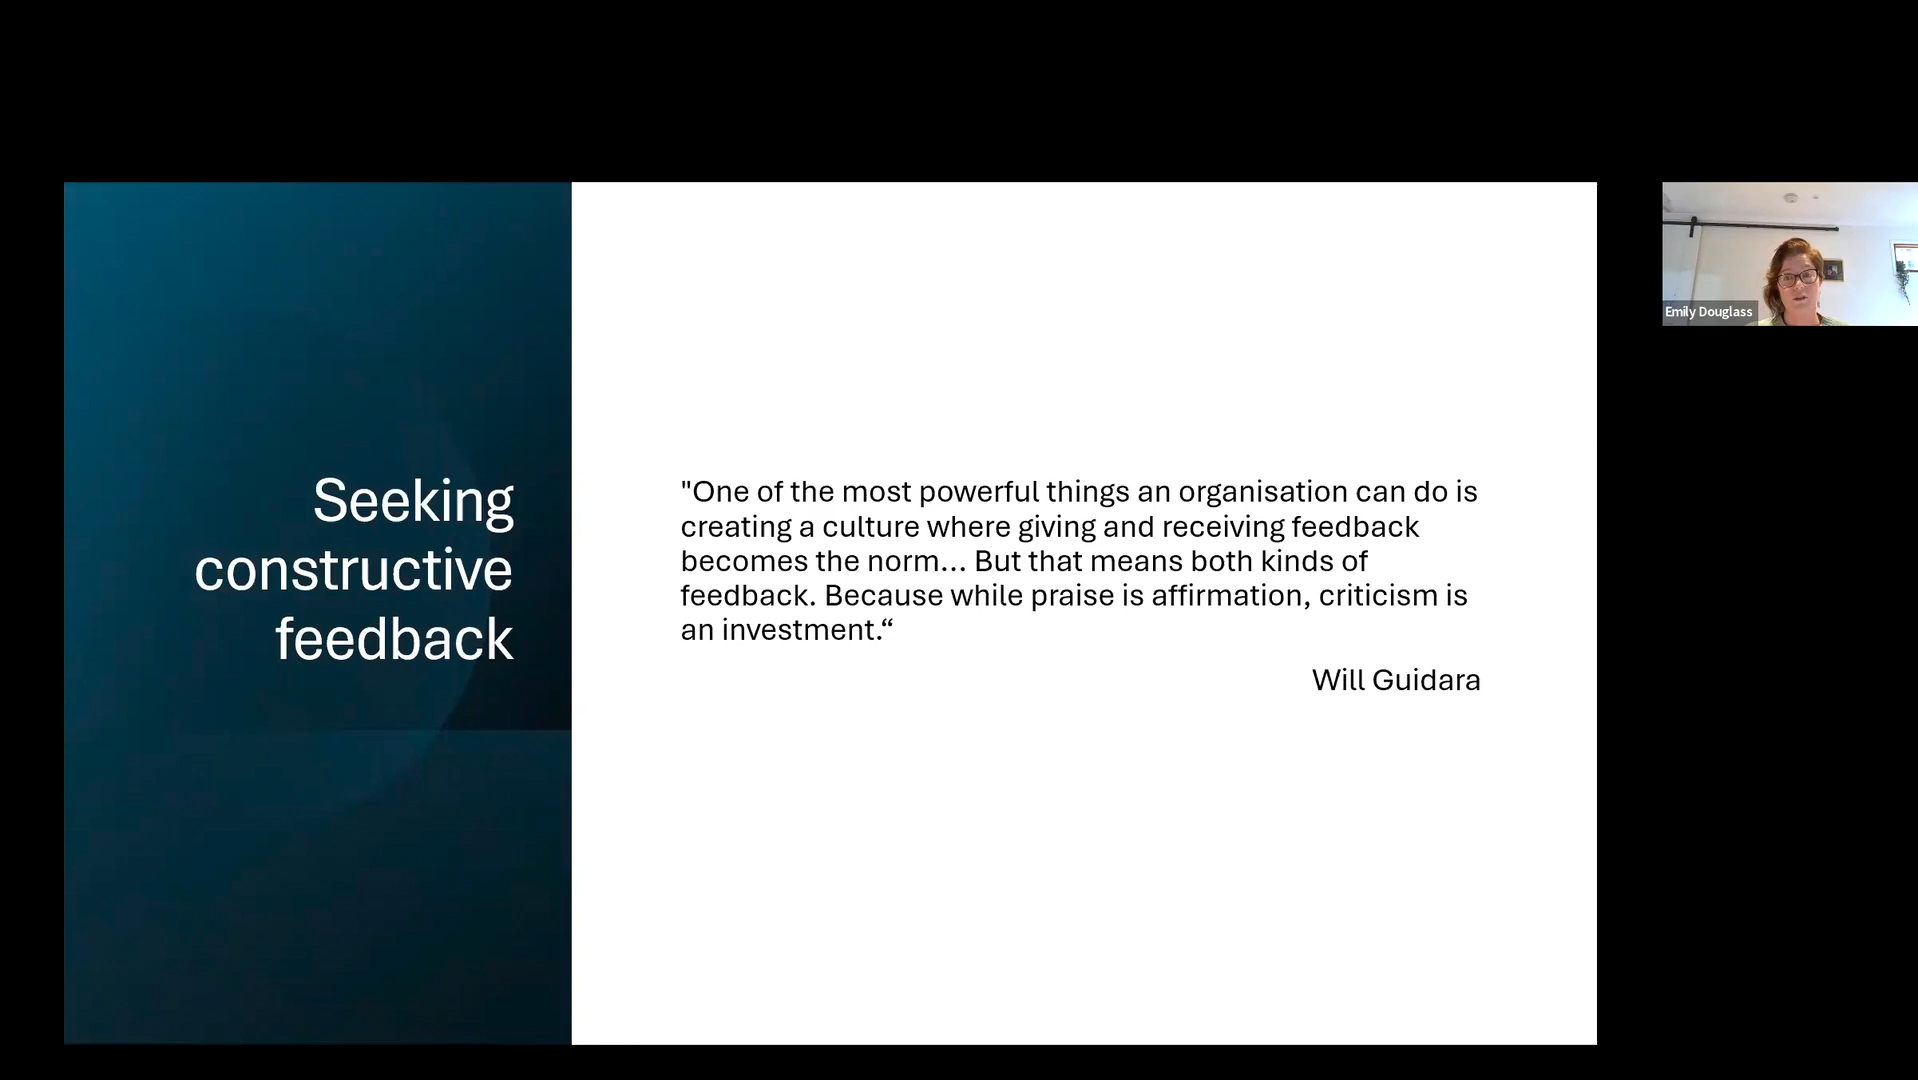 Seeking
constructive
feedback
"One of the most powerful things an organisation can do is
creating a culture where giving and receiving feedback
becomes the norm... But that means both kinds of
feedback. Because while praise is affirmation, criticism is
an investment.“
Will Guidara
Emily Douglass